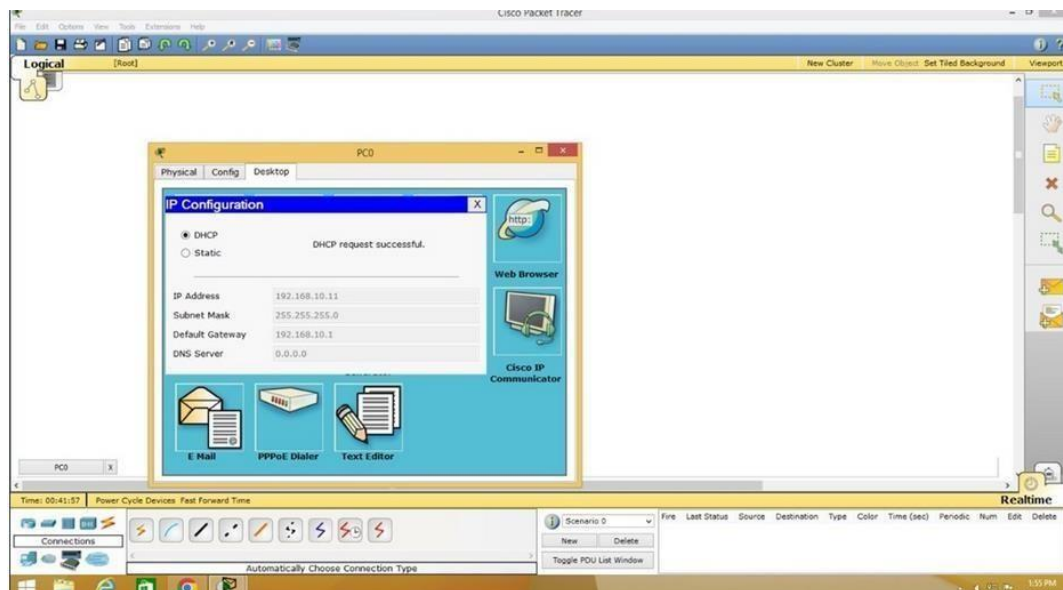 Cisco Packet Tracer
File Edit Options View Tools Extensions Help
Logical [Root] New Cluster Move Object Set Tiled Background Viewport
PC0
Physical Config Desktop
IP Configuration X
DHCP
Static
DHCP request successful.
IP Address 192.168.10.11
Subnet Mask 255.255.255.0
Default Gateway 192.168.10.1
DNS Server 0.0.0.0
http:
Web Browser
Cisco IP
Communicator
E Mail PPPoE Dialer Text Editor
PC0 X
Time: 00:41:57 Power Cycle Devices Fast Forward Time Realtime
Connections
Automatically Choose Connection Type
Scenario 0
New Delete
Toggle PDU List Window
Fire Last Status Source Destination Type Color Time (sec) Periodic Num Edit Delete
1:55 PM